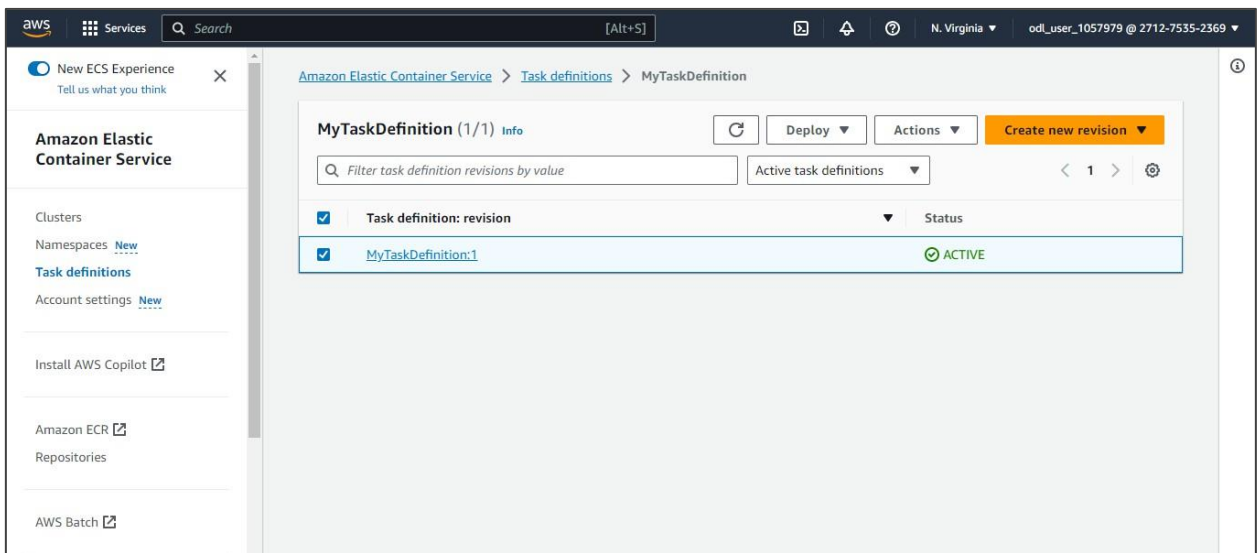 aws Services Search [Alt+S] N. Virginia ▼ odl_user_1057979 @ 2712-7535-2369 ▼
New ECS Experience
Tell us what you think
Amazon Elastic
Container Service
Clusters
Namespaces New
Task definitions
Account settings New
Install AWS Copilot
Amazon ECR
Repositories
AWS Batch
Amazon Elastic Container Service > Task definitions > MyTaskDefinition
MyTaskDefinition (1/1) Info Deploy ▼ Actions ▼ Create new revision ▼
Filter task definition revisions by value Active task definitions ▼ < 1 >
Task definition: revision ▼ Status
MyTaskDefinition:1 ACTIVE